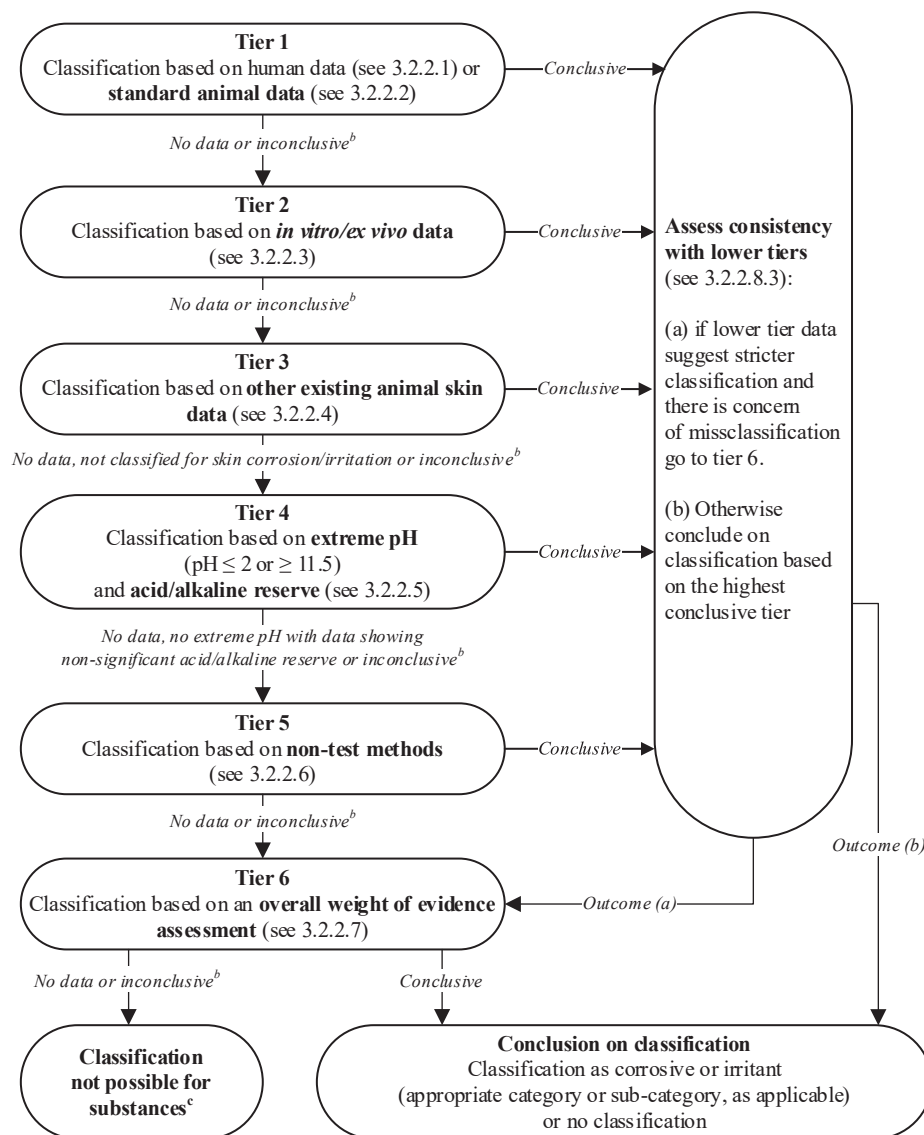 Tier 1
Classification based on human data (see 3.2.2.1) or
standard animal data (see 3.2.2.2)
Conclusive
No data or inconclusive^b
Tier 2
Classification based on in vitro/ex vivo data
(see 3.2.2.3)
Conclusive
No data or inconclusive^b
Tier 3
Classification based on other existing animal skin
data (see 3.2.2.4)
Conclusive
No data, not classified for skin corrosion/irritation or inconclusive^b
Tier 4
Classification based on extreme pH
(pH ≤ 2 or ≥ 11.5)
and acid/alkaline reserve (see 3.2.2.5)
Conclusive
No data, no extreme pH with data showing
non-significant acid/alkaline reserve or inconclusive^b
Tier 5
Classification based on non-test methods
(see 3.2.2.6)
Conclusive
No data or inconclusive^b
Assess consistency
with lower tiers
(see 3.2.2.8.3):
(a) if lower tier data
suggest stricter
classification and
there is concern
of missclassification
go to tier 6.
(b) Otherwise
conclude on
classification based
on the highest
conclusive tier
Outcome (b)
Outcome (a)
Tier 6
Classification based on an overall weight of evidence
assessment (see 3.2.2.7)
No data or inconclusive^b
Conclusive
Classification
not possible for
substances^c
Conclusion on classification
Classification as corrosive or irritant
(appropriate category or sub-category, as applicable)
or no classification